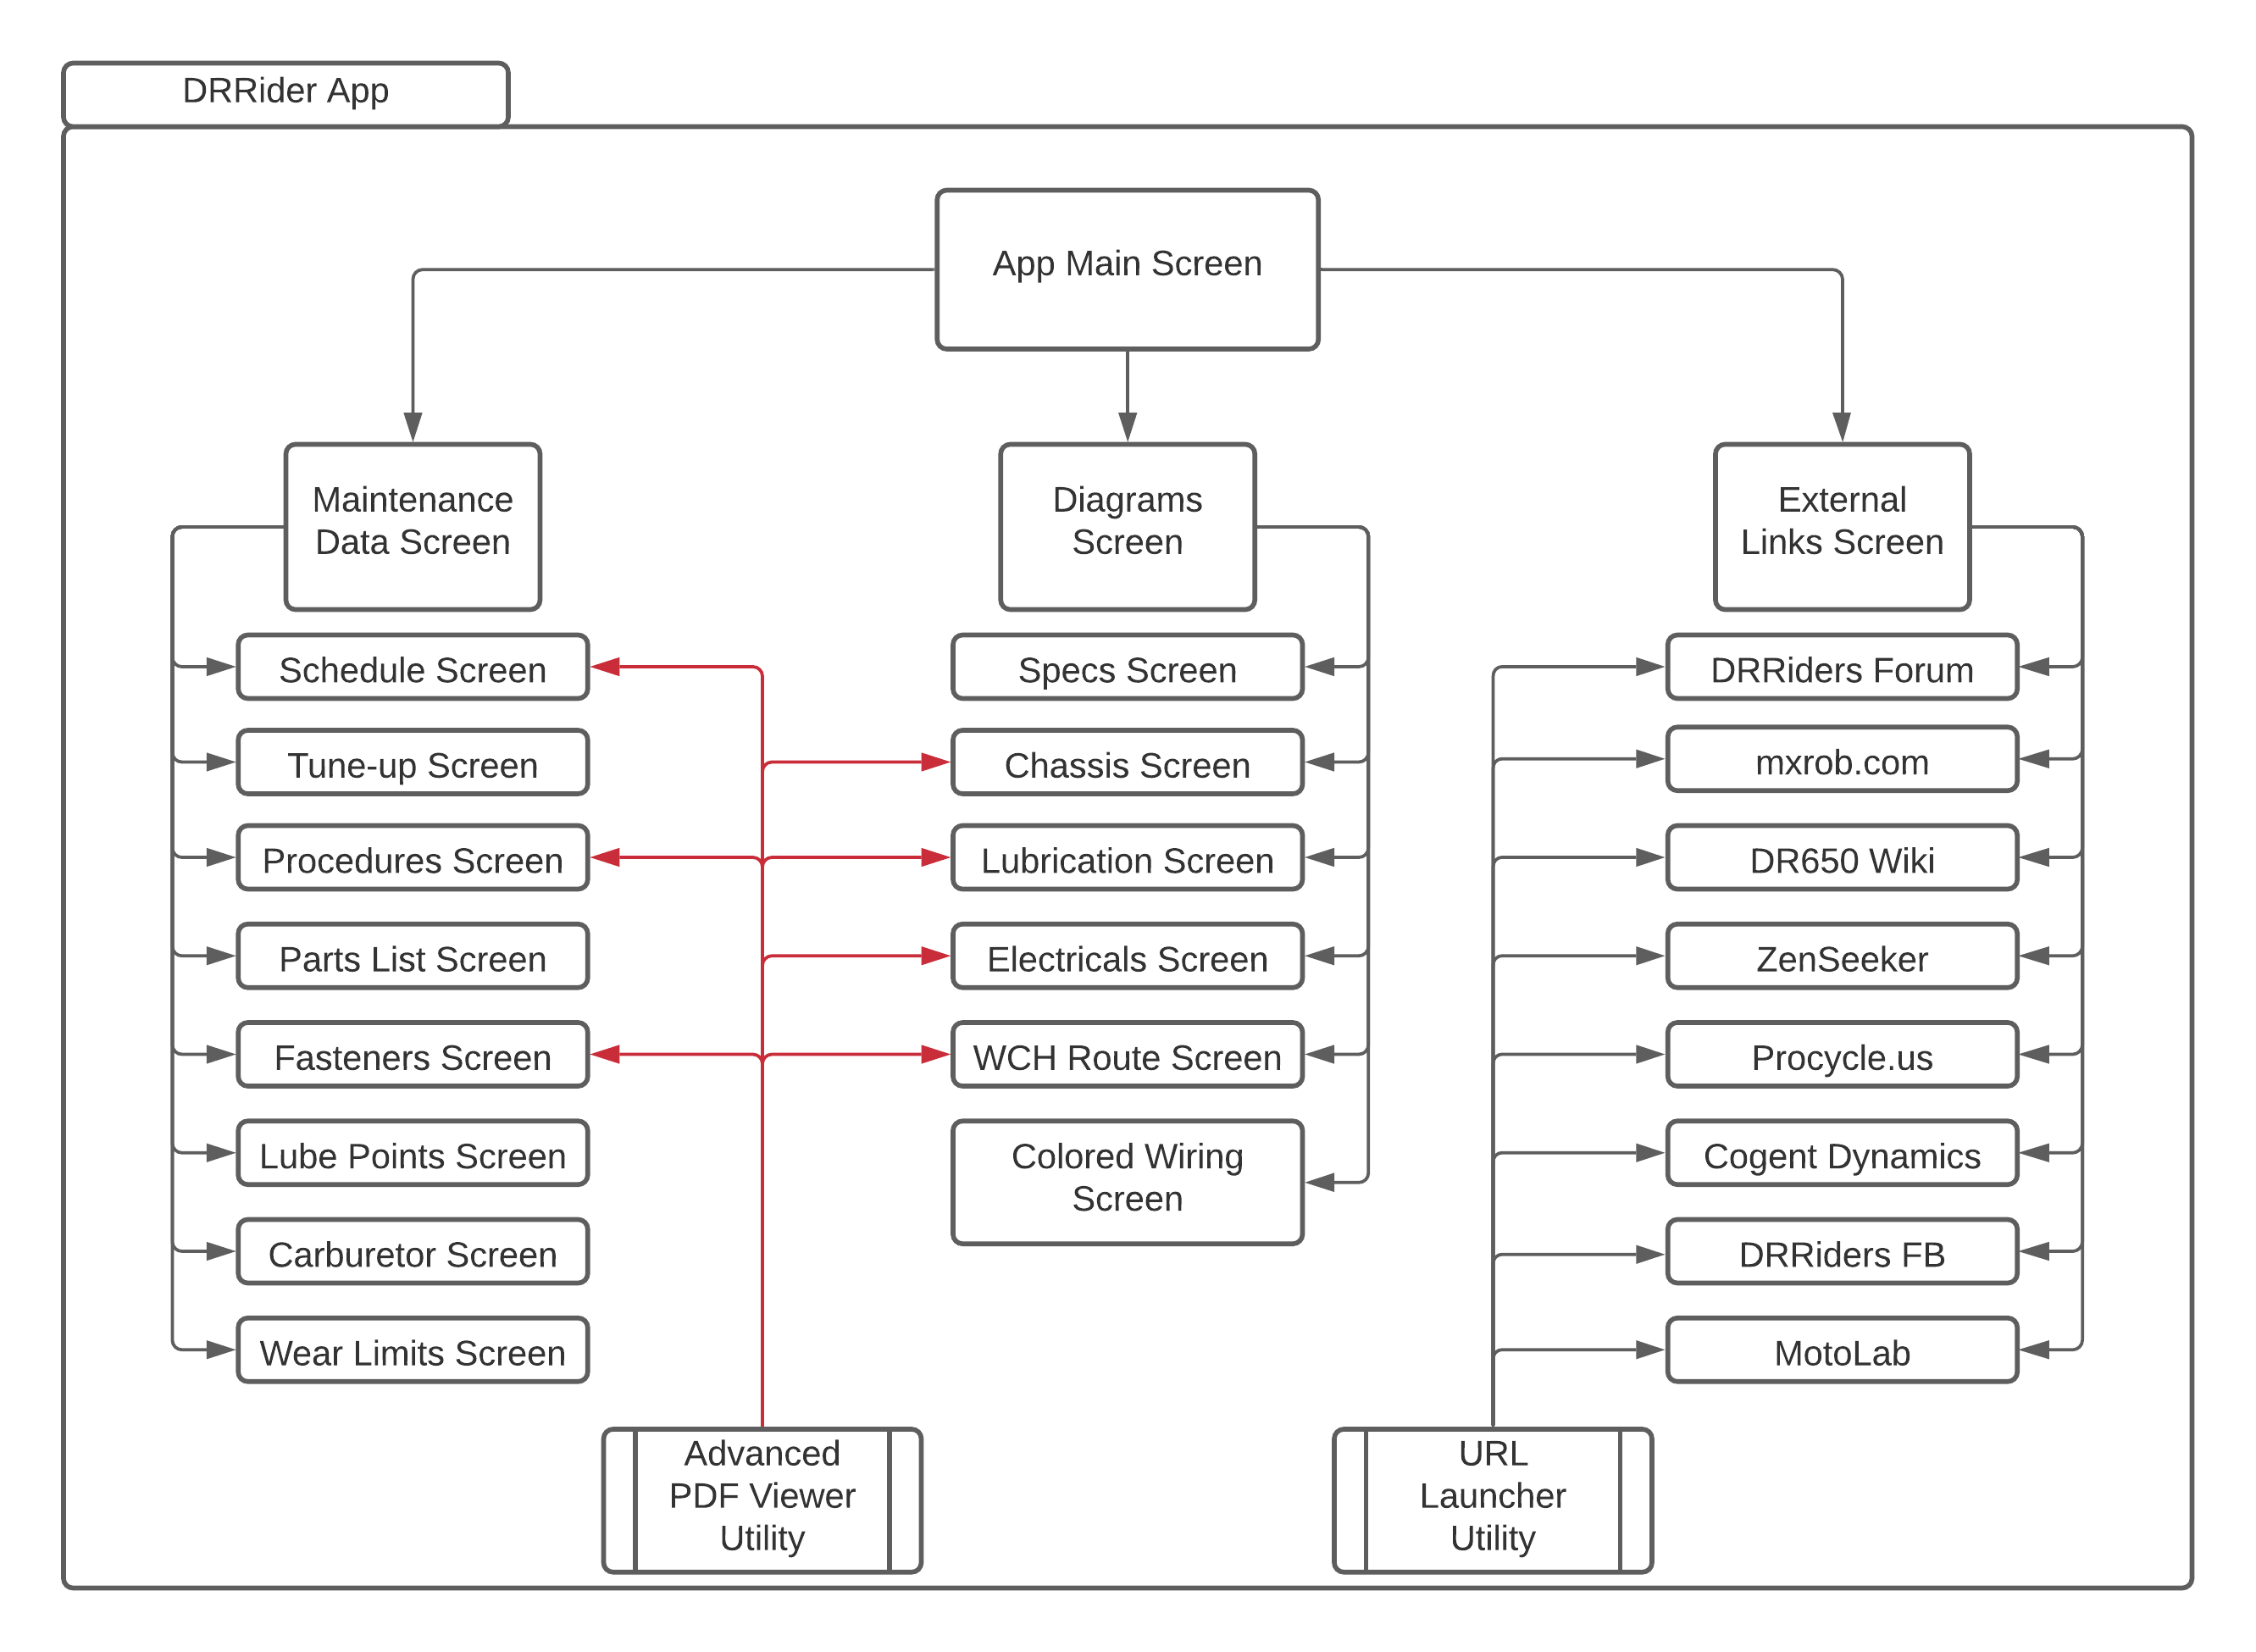 DRRider App
App Main Screen
Maintenance
Data Screen
Diagrams
Screen
External
Links Screen
Schedule Screen
Tune-up Screen
Procedures Screen
Parts List Screen
Fasteners Screen
Lube Points Screen
Carburetor Screen
Wear Limits Screen
Specs Screen
Chassis Screen
Lubrication Screen
Electricals Screen
WCH Route Screen
Colored Wiring
Screen
DRRiders Forum
mxrob.com
DR650 Wiki
ZenSeeker
Procycle.us
Cogent Dynamics
DRRiders FB
MotoLab
Advanced
PDF Viewer
Utility
URL
Launcher
Utility